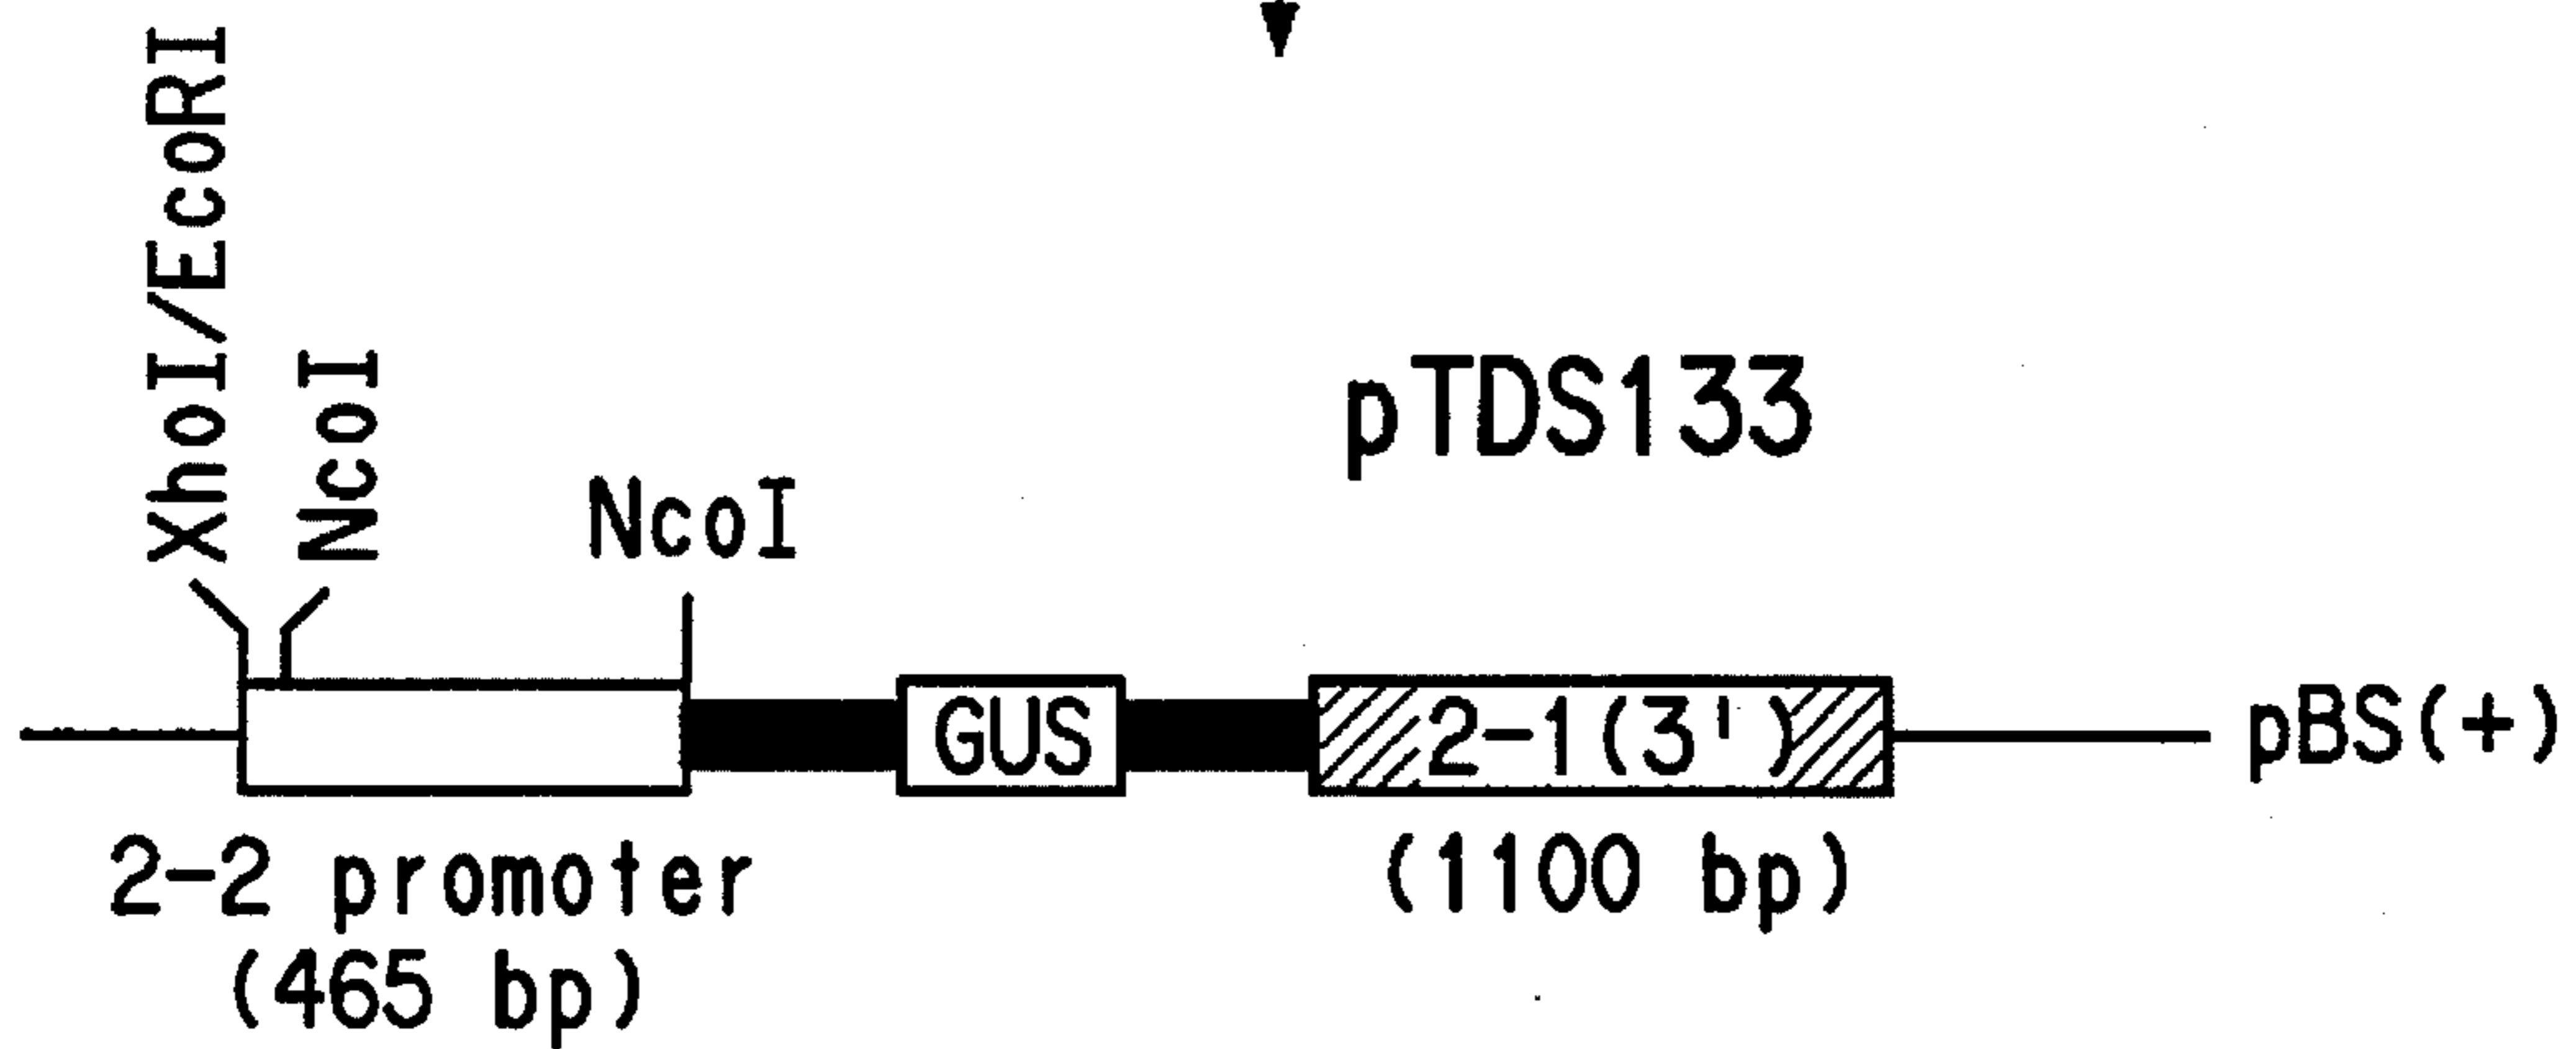 XhoI/EcoRI
NcoI
NcoI
pTDS133
GUS
2-1(3')
pBS(+)
2-2 promoter
(465 bp)
(1100 bp)